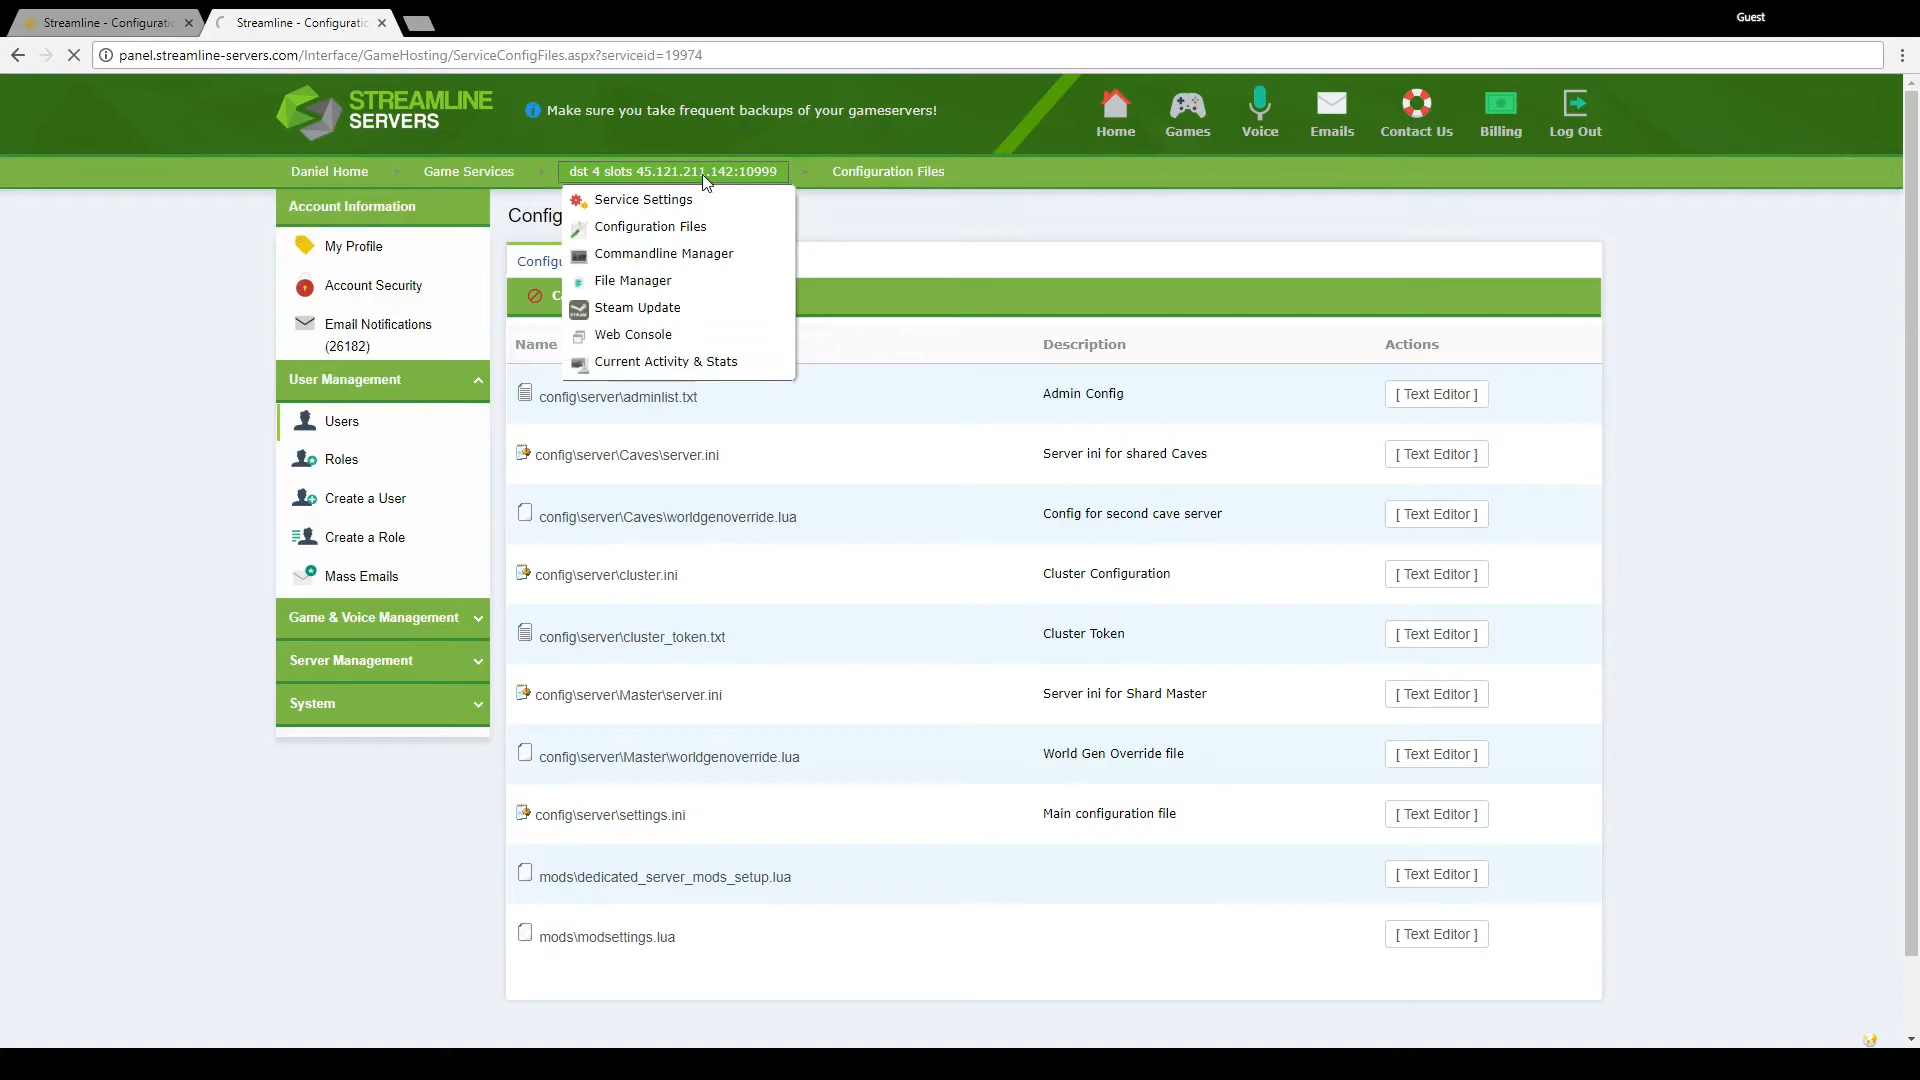 Streamline - Configuratio
Streamline - Configuratio
Guest
panel.streamline-servers.com/Interface/GameHosting/ServiceConfigFiles.aspx?serviceid=19974
STREAMLINE
SERVERS
Make sure you take frequent backups of your gameservers!
Home
Games
Voice
Emails
Contact Us
Billing
Log Out
Daniel Home
Game Services
dst 4 slots 45.121.211.142:10999
Configuration Files
Account Information
My Profile
Account Security
Email Notifications
(26182)
User Management
Users
Roles
Create a User
Create a Role
Mass Emails
Game & Voice Management
Server Management
System
Service Settings
Configuration Files
Commandline Manager
File Manager
Steam Update
Web Console
Current Activity & Stats
Config
Configu
C
Name
Description
Actions
config\server\adminlist.txt
Admin Config
[ Text Editor ]
config\server\Caves\server.ini
Server ini for shared Caves
[ Text Editor ]
config\server\Caves\worldgenoverride.lua
Config for second cave server
[ Text Editor ]
config\server\cluster.ini
Cluster Configuration
[ Text Editor ]
config\server\cluster_token.txt
Cluster Token
[ Text Editor ]
config\server\Master\server.ini
Server ini for Shard Master
[ Text Editor ]
config\server\Master\worldgenoverride.lua
World Gen Override file
[ Text Editor ]
config\server\settings.ini
Main configuration file
[ Text Editor ]
mods\dedicated_server_mods_setup.lua
[ Text Editor ]
mods\modsettings.lua
[ Text Editor ]